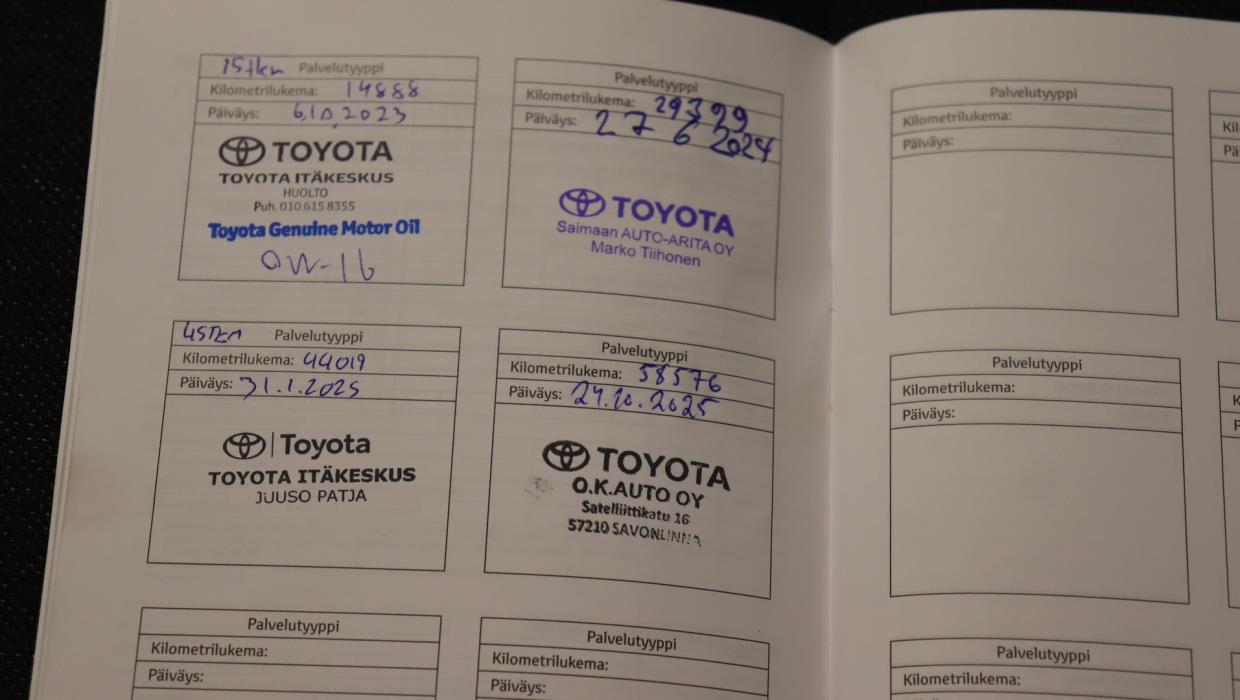 15tkm Palvelutyyppi
Kilometrilukema: 14888
Päiväys: 6.10.2023
TOYOTA
TOYOTA ITÄKESKUS
HUOLTO
Puh. 010 615 8355
Toyota Genuine Motor Oil
0W-16
Palvelutyyppi
Kilometrilukema: 29399
Päiväys: 27 6 2024
TOYOTA
Saimaan AUTO-ARITA OY
Marko Tiihonen
45tkm Palvelutyyppi
Kilometrilukema: 44019
Päiväys: 31.1.2025
Toyota
TOYOTA ITÄKESKUS
JUUSO PATJA
Palvelutyyppi
Kilometrilukema: 58576
Päiväys: 24.10.2025
TOYOTA
O.K.AUTO OY
Satelliittikatu 16
57210 SAVONLINNA
Palvelutyyppi
Kilometrilukema:
Päiväys:
Palvelutyyppi
Kilometrilukema:
Päiväys:
Palvelutyyppi
Kilometrilukema:
Päiväys:
Palvelutyyppi
Kilometrilukema:
Päiväys:
Palvelutyyppi
Kilometrilukema: